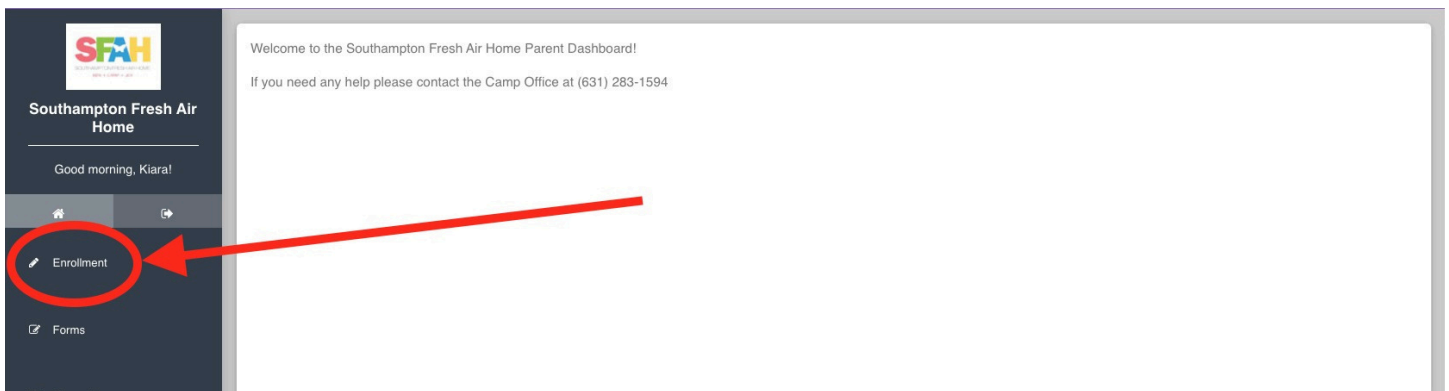 SFAH
Southampton Fresh Air
Home
Good morning, Kiara!
Enrollment
Forms
Welcome to the Southampton Fresh Air Home Parent Dashboard!
If you need any help please contact the Camp Office at (631) 283-1594